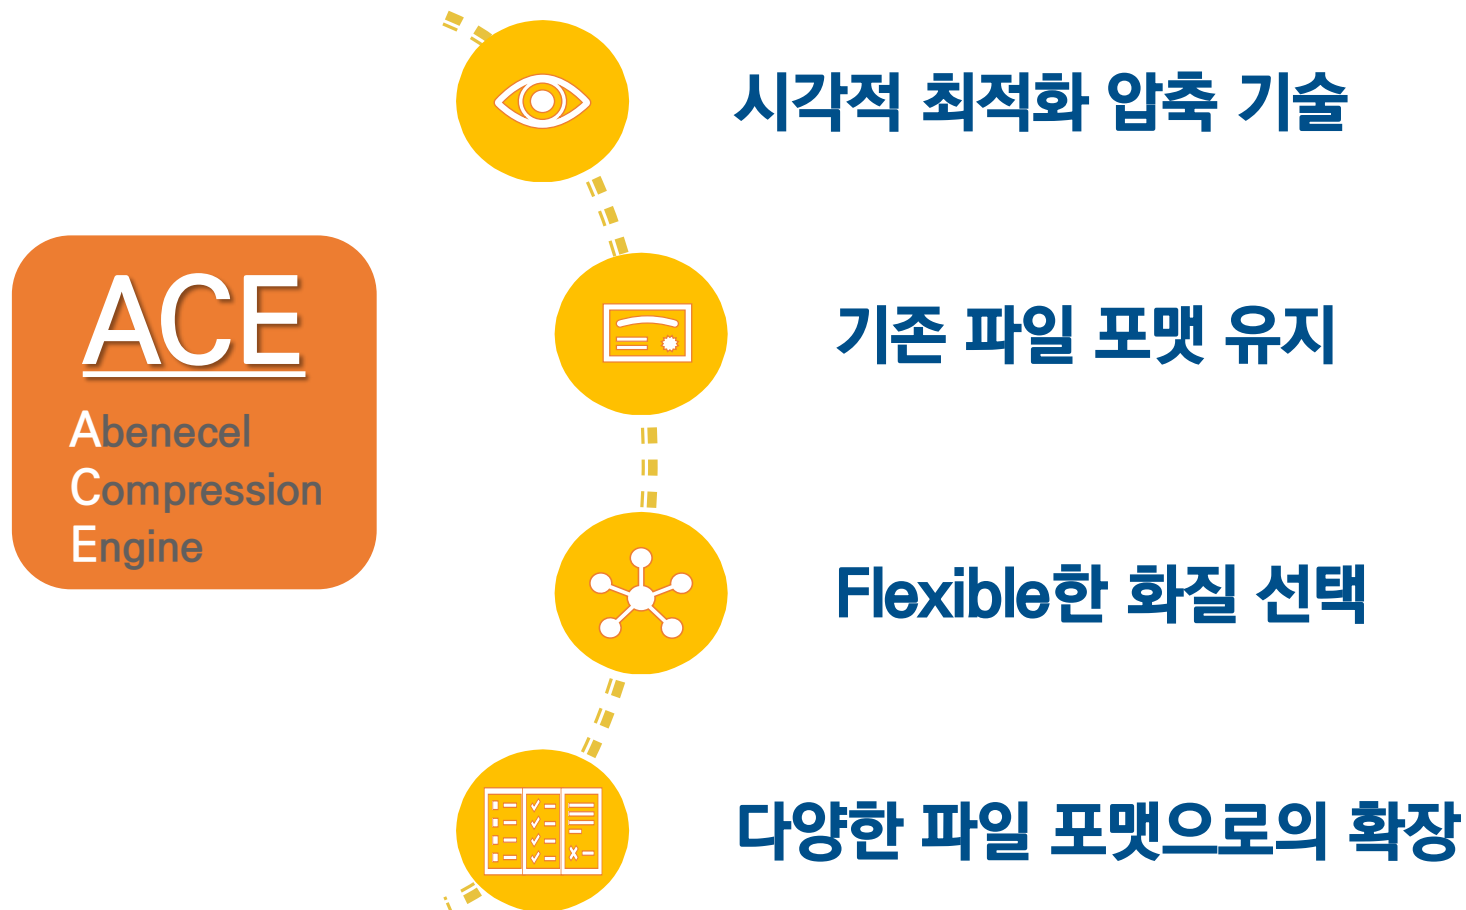 ACE
Abenecel
Compression
Engine
시각적 최적화 압축 기술
기존 파일 포맷 유지
Flexible한 화질 선택
다양한 파일 포맷으로의 확장